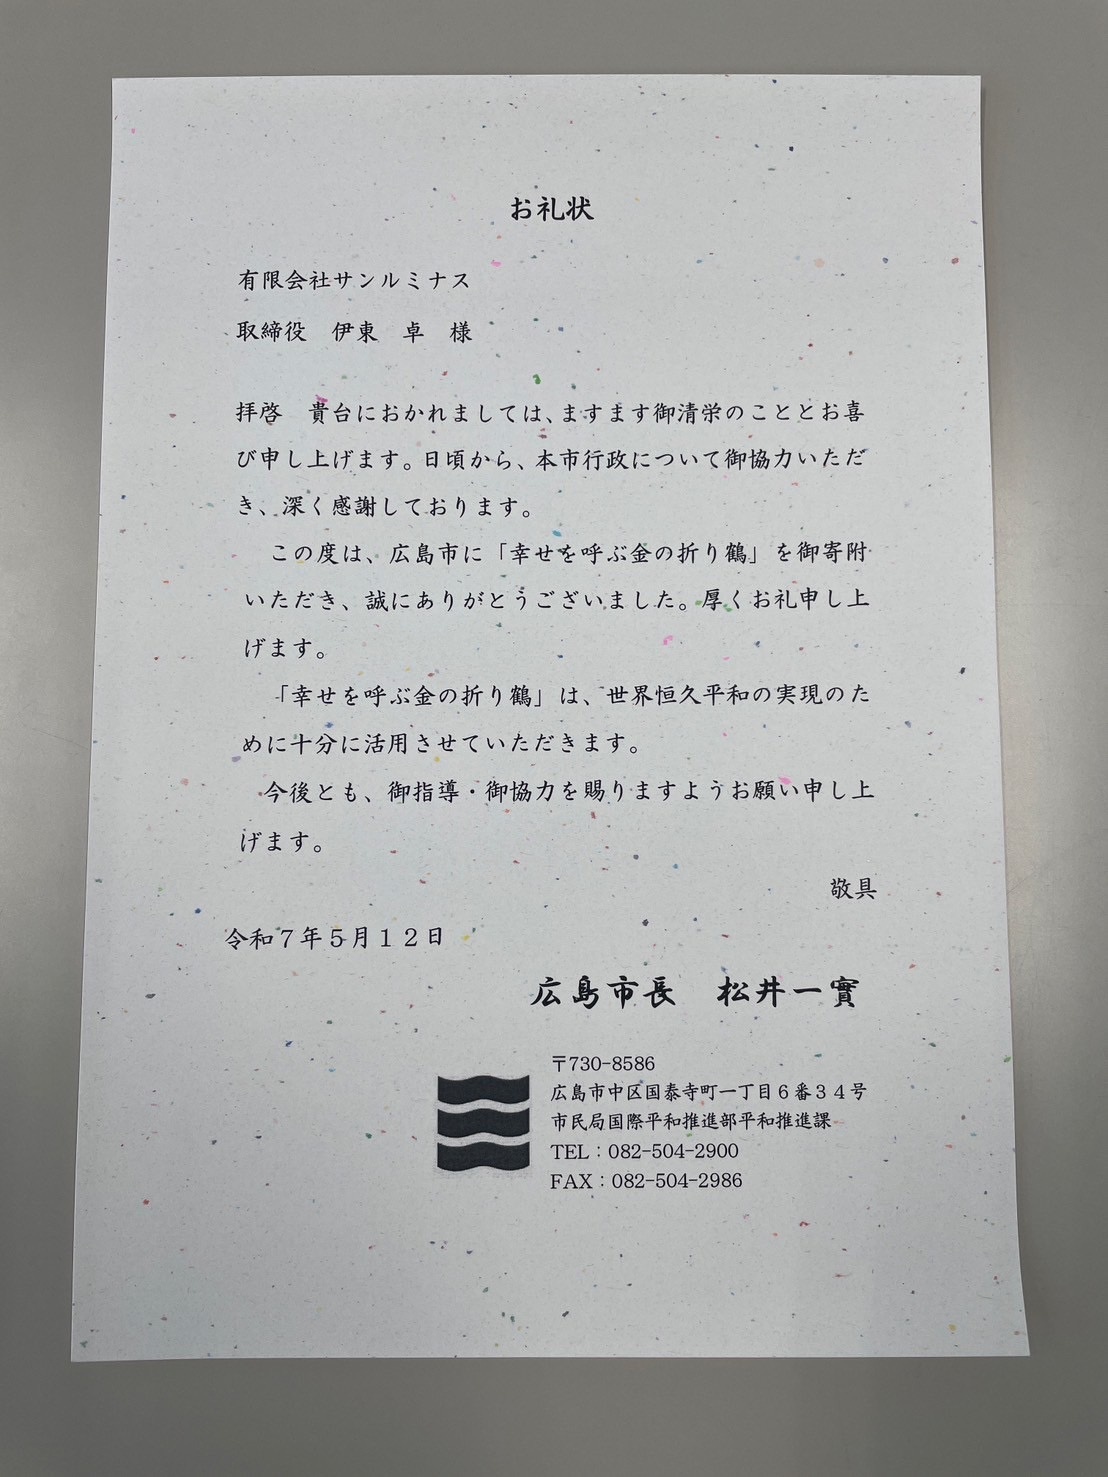 お礼状
有限会社サンルミナス
取締役　伊東　卓　様
拝啓　貴台におかれましては、ますます御清栄のこととお喜
び申し上げます。日頃から、本市行政について御協力いただ
き、深く感謝しております。
この度は、広島市に「幸せを呼ぶ金の折り鶴」を御寄附
いただき、誠にありがとうございました。厚くお礼申し上
げます。
「幸せを呼ぶ金の折り鶴」は、世界恒久平和の実現のた
めに十分に活用させていただきます。
今後とも、御指導・御協力を賜りますようお願い申し上
げます。
敬具
令和７年５月１２日
広島市長　松井一實
〒730-8586
広島市中区国泰寺町一丁目６番３４号
市民局国際平和推進部平和推進課
TEL：082-504-2900
FAX：082-504-2986